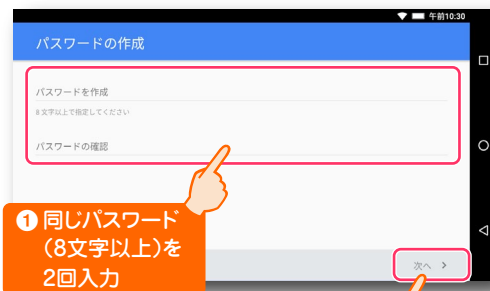 午前10:30
パスワードの作成
パスワードを作成
8文字以上で指定してください
パスワードの確認
1 同じパスワード
(8文字以上)を
2回入力
次へ